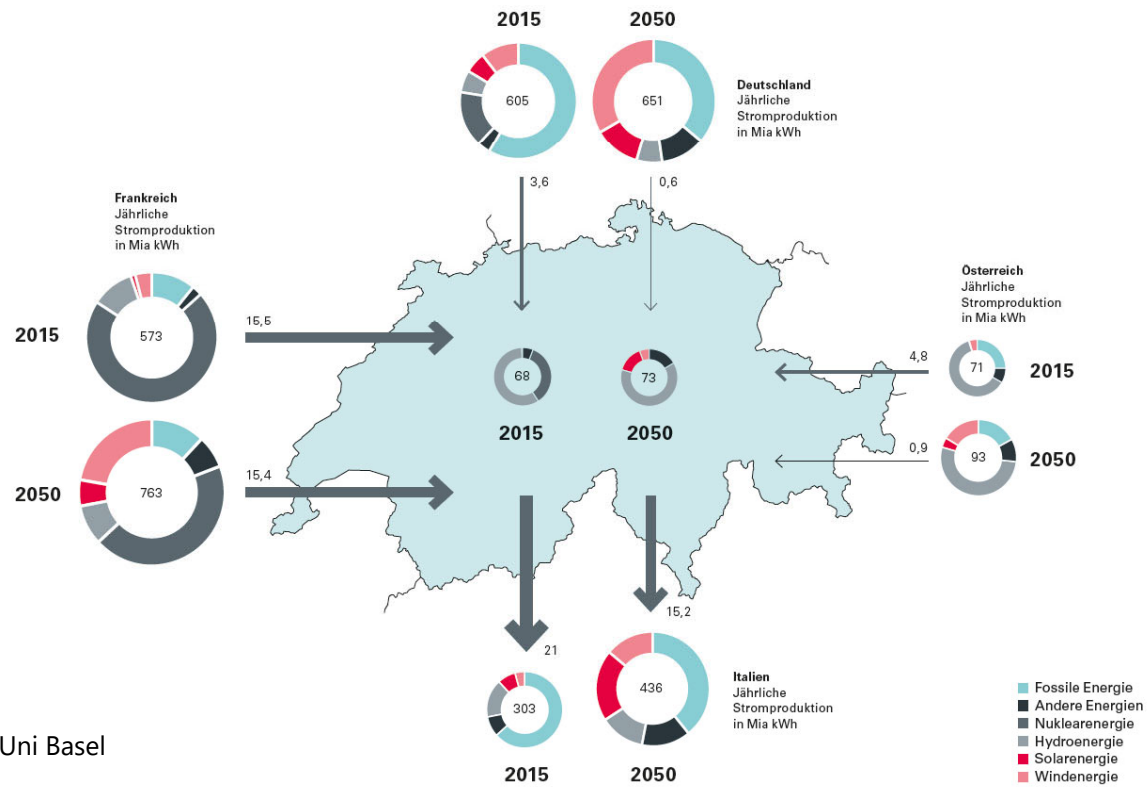 2015
2050
605
651
Deutschland
Jährliche
Stromproduktion
in Mia kWh
3,6
0,6
Frankreich
Jährliche
Stromproduktion
in Mia kWh
2015
573
15,5
Österreich
Jährliche
Stromproduktion
in Mia kWh
4,8
71
2015
68
73
2015
2050
2050
763
15,4
0,9
93
2050
21
15,2
303
436
Italien
Jährliche
Stromproduktion
in Mia kWh
2015
2050
Uni Basel
Fossile Energie
Andere Energien
Nuklearenergie
Hydroenergie
Solarenergie
Windenergie